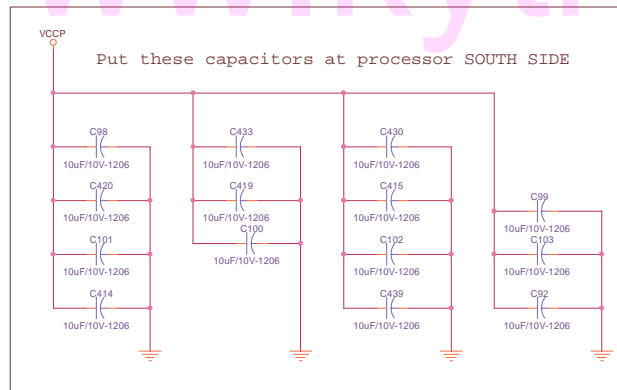 VCCP
Put these capacitors at processor SOUTH SIDE
C98
10uF/10V-1206
C420
10uF/10V-1206
C101
10uF/10V-1206
C414
10uF/10V-1206
C433
10uF/10V-1206
C419
10uF/10V-1206
C100
10uF/10V-1206
C430
10uF/10V-1206
C415
10uF/10V-1206
C102
10uF/10V-1206
C439
10uF/10V-1206
C99
10uF/10V-1206
C103
10uF/10V-1206
C92
10uF/10V-1206